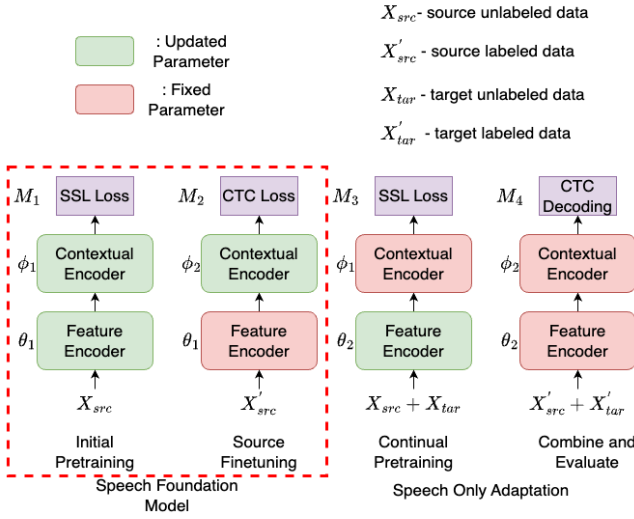 : Updated
Parameter
: Fixed
Parameter
X_src - source unlabeled data
X'_src - source labeled data
X_tar - target unlabeled data
X'_tar - target labeled data
M_1
SSL Loss
ϕ_1
Contextual
Encoder
θ_1
Feature
Encoder
X_src
Initial
Pretraining
M_2
CTC Loss
ϕ_2
Contextual
Encoder
θ_1
Feature
Encoder
X'_src
Source
Finetuning
Speech Foundation
Model
M_3
SSL Loss
ϕ_1
Contextual
Encoder
θ_2
Feature
Encoder
X_src + X_tar
Continual
Pretraining
M_4
CTC
Decoding
ϕ_2
Contextual
Encoder
θ_2
Feature
Encoder
X'_src + X'_tar
Combine and
Evaluate
Speech Only Adaptation